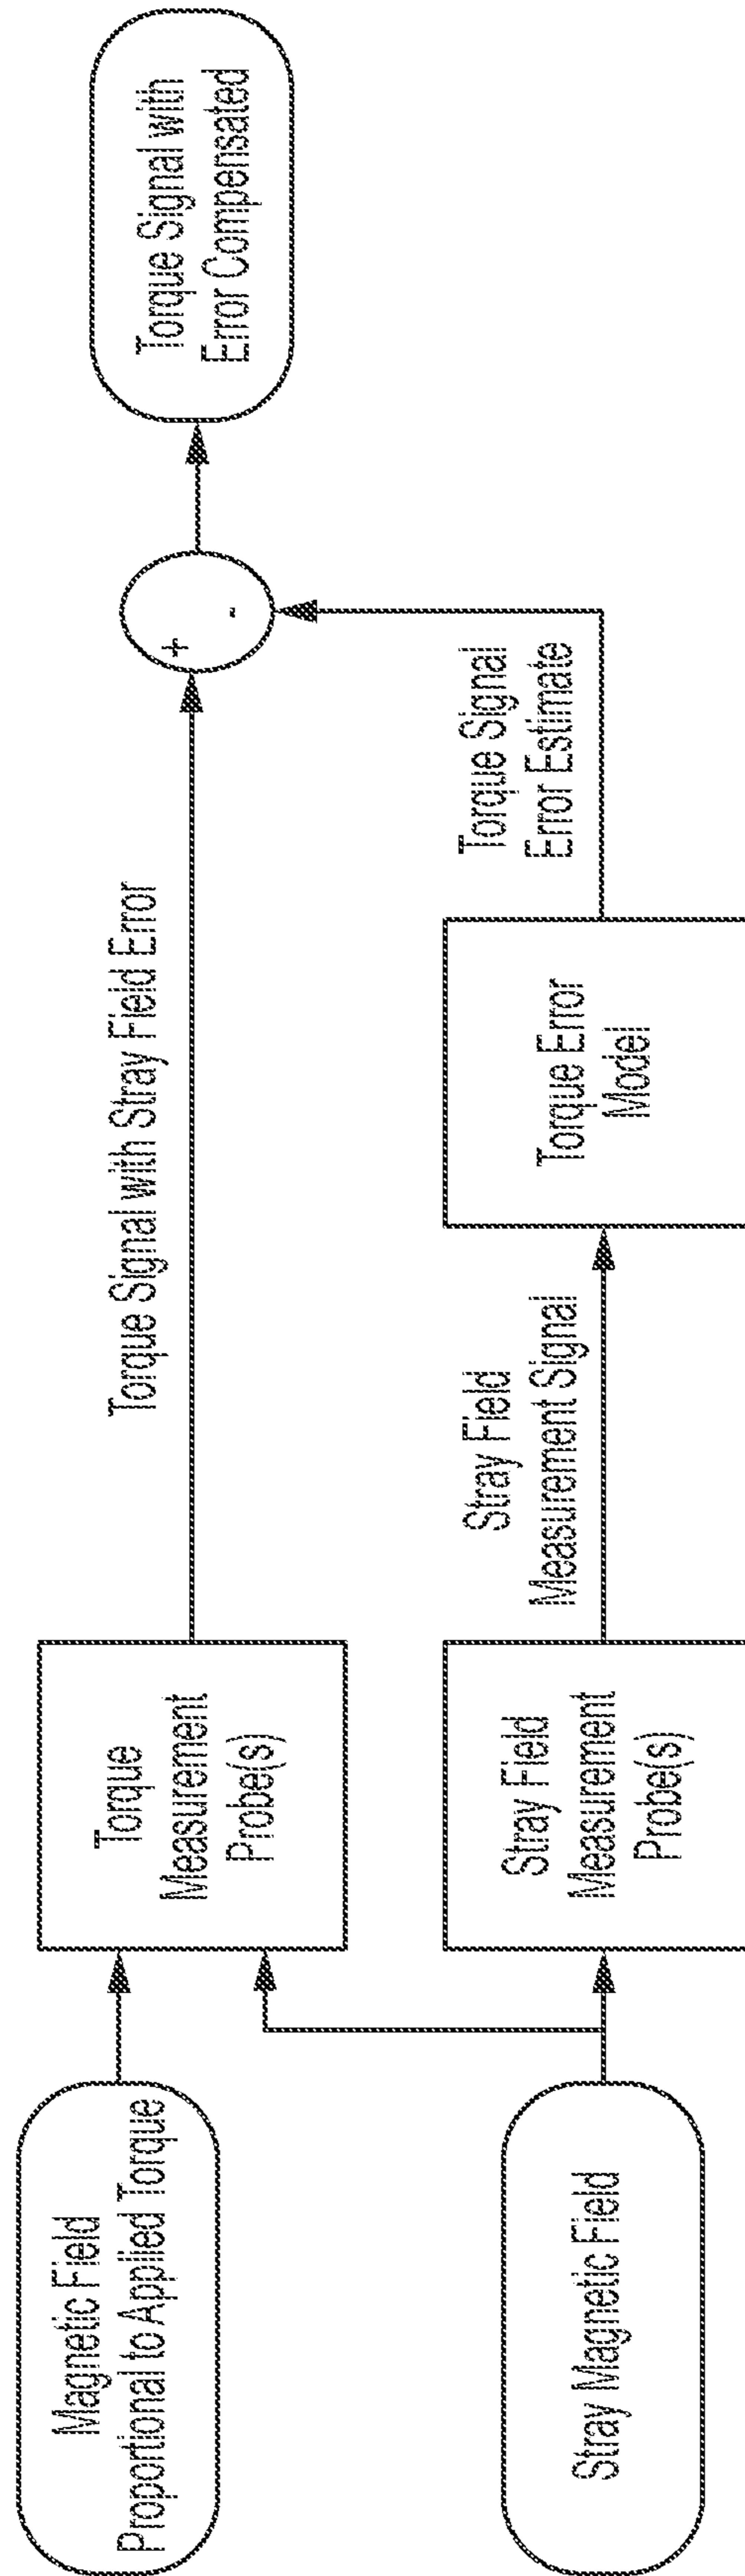 Magnetic Field
Proportional to Applied Torque
Torque
Measurement
Probe(s)
Torque Signal with Stray Field Error
+
-
Torque Signal with
Error Compensated
Stray Magnetic Field
Stray Field
Measurement
Probe(s)
Stray Field
Measurement Signal
Torque Error
Model
Torque Signal
Error Estimate